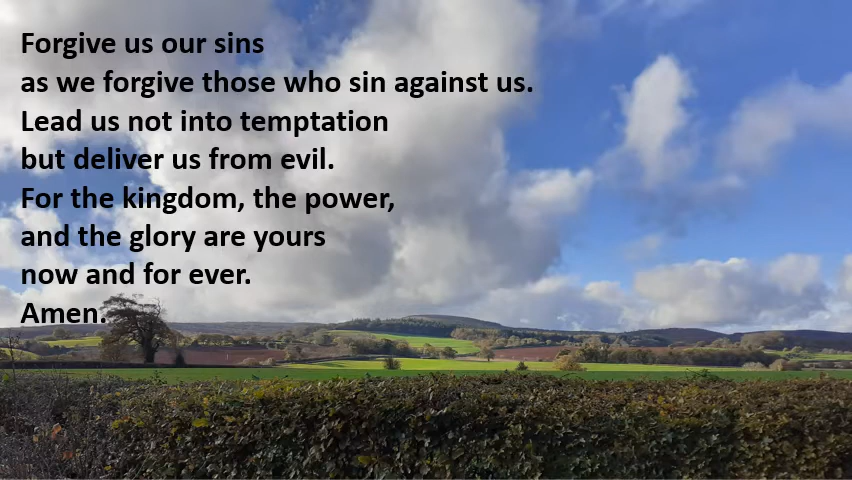 Forgive us our sins
as we forgive those who sin against us.
Lead us not into temptation
but deliver us from evil.
For the kingdom, the power,
and the glory are yours
now and for ever.
Amen.